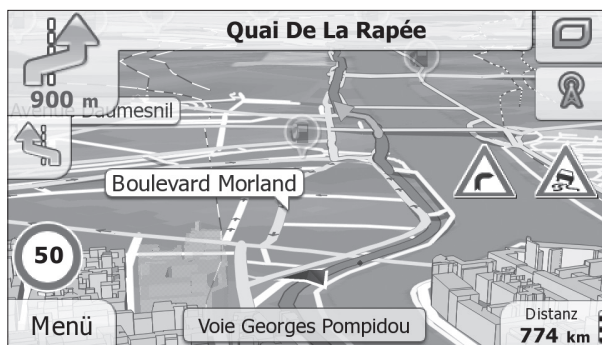 Quai De La Rapée
900 m
Avenue Daumesnil
Boulevard Morland
50
Menü
Voie Georges Pompidou
Distanz
774 km